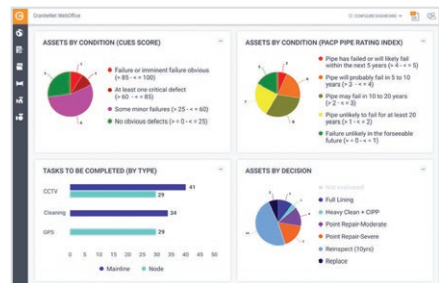 GraniteNet WebOffice
CONFIGURE DASHBOARD
ASSETS BY CONDITION (CUES SCORE)
Failure or imminent failure obvious
(> 85 - <= 100)
At least one critical defect
(> 60 - <= 85)
Some minor failures (> 25 - <= 60)
No obvious defects (> = 0 - <= 25)
ASSETS BY CONDITION (PACP PIPE RATING INDEX)
Pipe has failed or will likely fail
within the next 5 years (> 4 - <= 5)
Pipe will probably fail in 5 to 10
years (> 2 - <= 4)
Pipe may fail in 10 to 20 years
(> 2 - <= 3)
Pipe unlikely to fail for at least 20
years (> 1 - <= 2)
Failure unlikely in the forseeable
future (> = 0 - <= 1)
TASKS TO BE COMPLETED (BY TYPE)
CCTV
41
29
Cleaning
34
GPS
29
0 5 10 15 20 25 30 35 40 45 50
Mainline
Node
ASSETS BY DECISION
Not evaluated
Full Lining
Heavy Clean + CIPP
Point Repair-Moderate
Point Repair-Severe
Reinspect (10yrs)
Replace